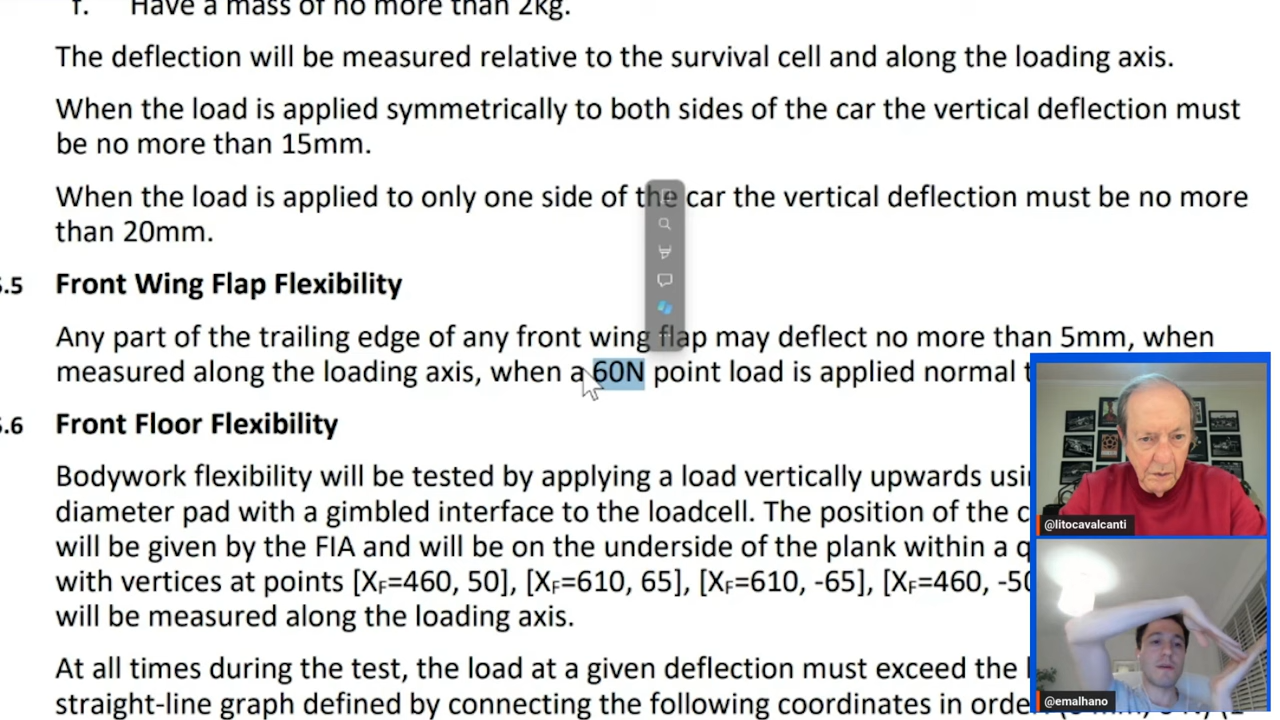 f. Have a mass of no more than 2kg.
The deflection will be measured relative to the survival cell and along the loading axis.
When the load is applied symmetrically to both sides of the car the vertical deflection must
be no more than 15mm.
When the load is applied to only one side of the car the vertical deflection must be no more
than 20mm.
.5 Front Wing Flap Flexibility
Any part of the trailing edge of any front wing flap may deflect no more than 5mm, when
measured along the loading axis, when a 60N point load is applied normal t
.6 Front Floor Flexibility
Bodywork flexibility will be tested by applying a load vertically upwards usi
diameter pad with a gimbled interface to the loadcell. The position of the c
will be given by the FIA and will be on the underside of the plank within a q
with vertices at points [XF=460, 50], [XF=610, 65], [XF=610, -65], [XF=460, -50
will be measured along the loading axis.
At all times during the test, the load at a given deflection must exceed the
straight-line graph defined by connecting the following coordinates in orde
@litocavalcanti
@emalhano